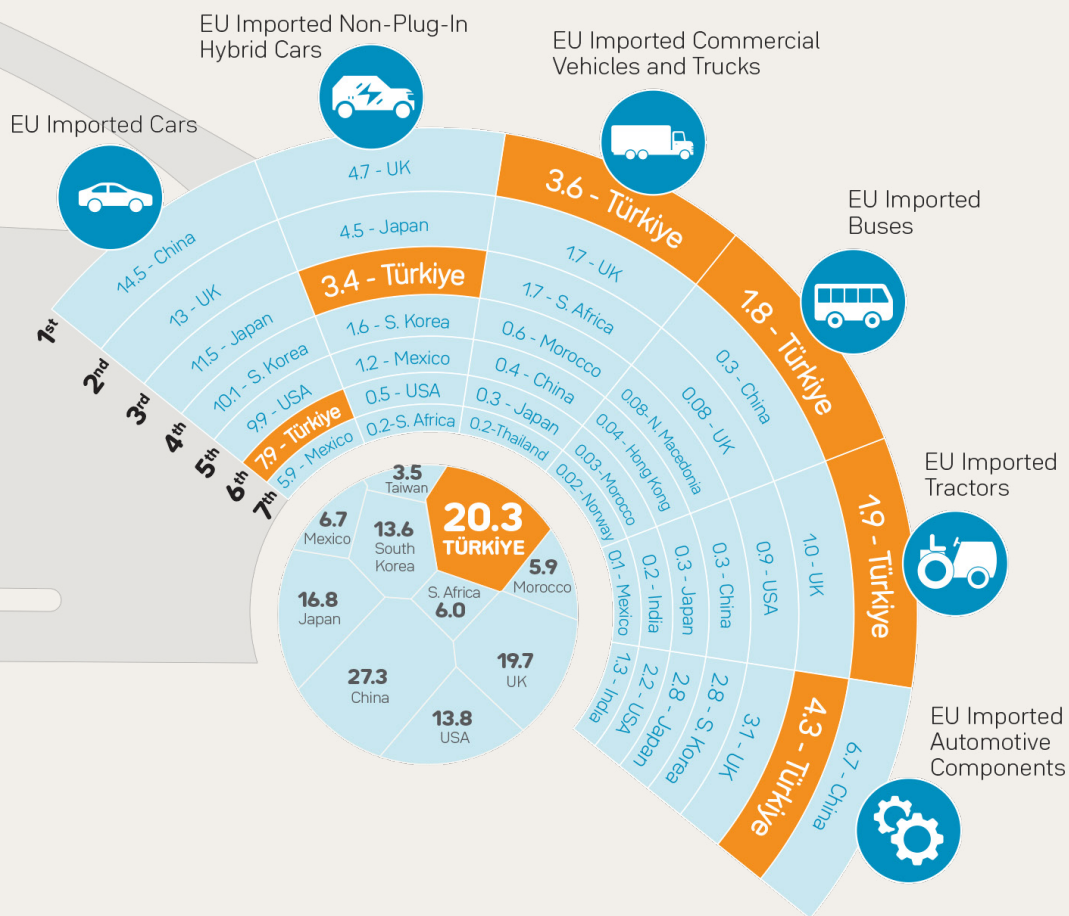 EU Imported Cars
EU Imported Non-Plug-In
Hybrid Cars
EU Imported Commercial
Vehicles and Trucks
EU Imported
Buses
EU Imported
Tractors
EU Imported
Automotive
Components
1st
2nd
3rd
4th
5th
6th
7th
14.5 - China
13 - UK
11.5 - Japan
10.1 - S. Korea
9.9 - USA
7.9 - Türkiye
5.9 - Mexico
4.7 - UK
4.5 - Japan
3.4 - Türkiye
1.6 - S. Korea
1.2 - Mexico
0.5 - USA
0.2-S. Africa
3.6 - Türkiye
1.7 - UK
1.7 - S. Africa
0.6 - Morocco
0.4 - China
0.3 - Japan
0.2-Thailand
1.8 - Türkiye
0.3 - China
0.08 - UK
0.08- N. Macedonia
0.04 - Hong Kong
0.03 - Morocco
0.02 - Norway
1.9 - Türkiye
1.0 - UK
0.9 - USA
0.3 - China
0.3 - Japan
0.2 - India
0.1 - Mexico
6.7 - China
4.3 - Türkiye
3.1 - UK
2.8 - S. Korea
2.8 - Japan
2.2 - USA
1.3 - India
3.5
Taiwan
20.3
TÜRKİYE
6.7
Mexico
13.6
South
Korea
5.9
Morocco
S. Africa
6.0
16.8
Japan
19.7
UK
27.3
China
13.8
USA